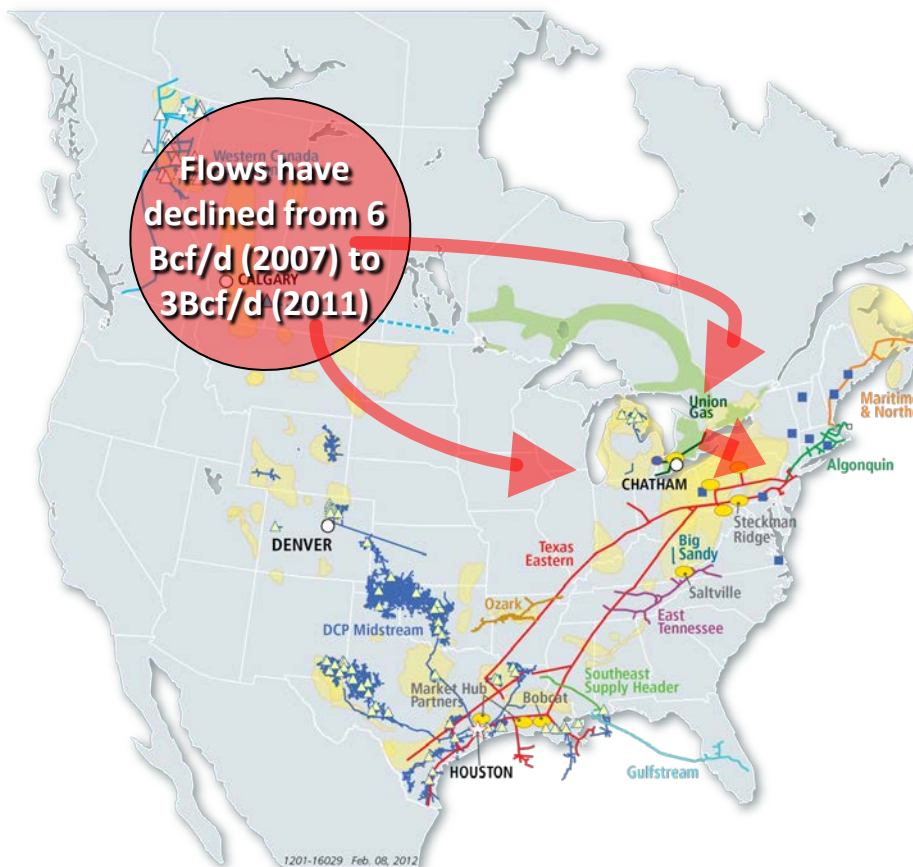 Western Canada
Flows have
declined from 6
Bcf/d (2007) to
3Bcf/d (2011)
CALGARY
Union
Gas
Maritime
& Northe
CHATHAM
Algonquin
Steckman
Ridge
DENVER
Texas
Eastern
Big
Sandy
Saltville
Ozark
East
Tennessee
DCP Midstream
Market Hub
Partners
Bobcat
Southeast
Supply Header
HOUSTON
Gulfstream
1201-16029 Feb. 08, 2012